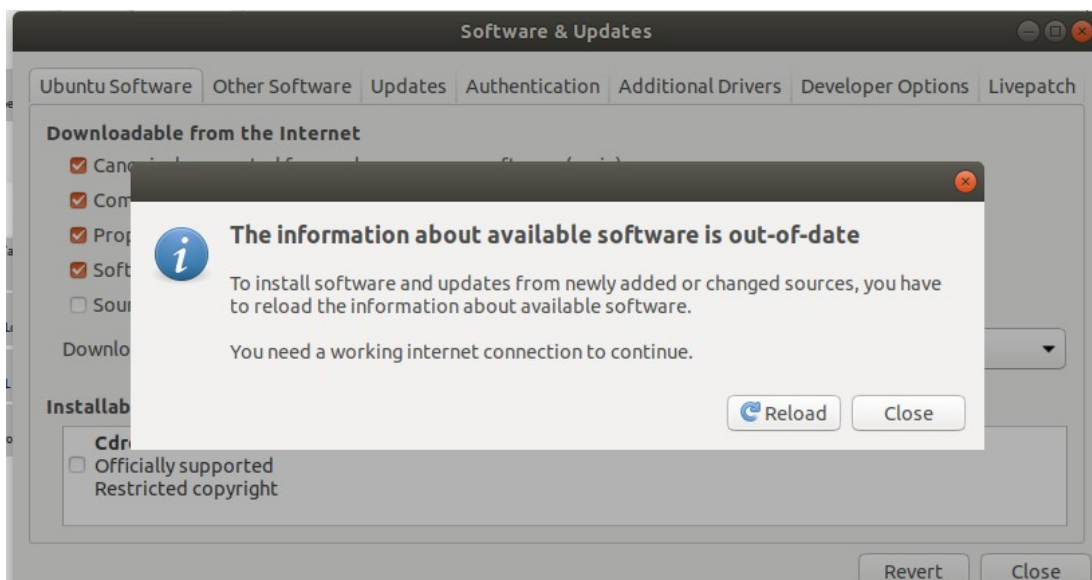 Software & Updates
Ubuntu Software Other Software Updates Authentication Additional Drivers Developer Options Livepatch
Downloadable from the Internet
The information about available software is out-of-date
To install software and updates from newly added or changed sources, you have
to reload the information about available software.
You need a working internet connection to continue.
Reload Close
Officially supported
Restricted copyright
Revert Close